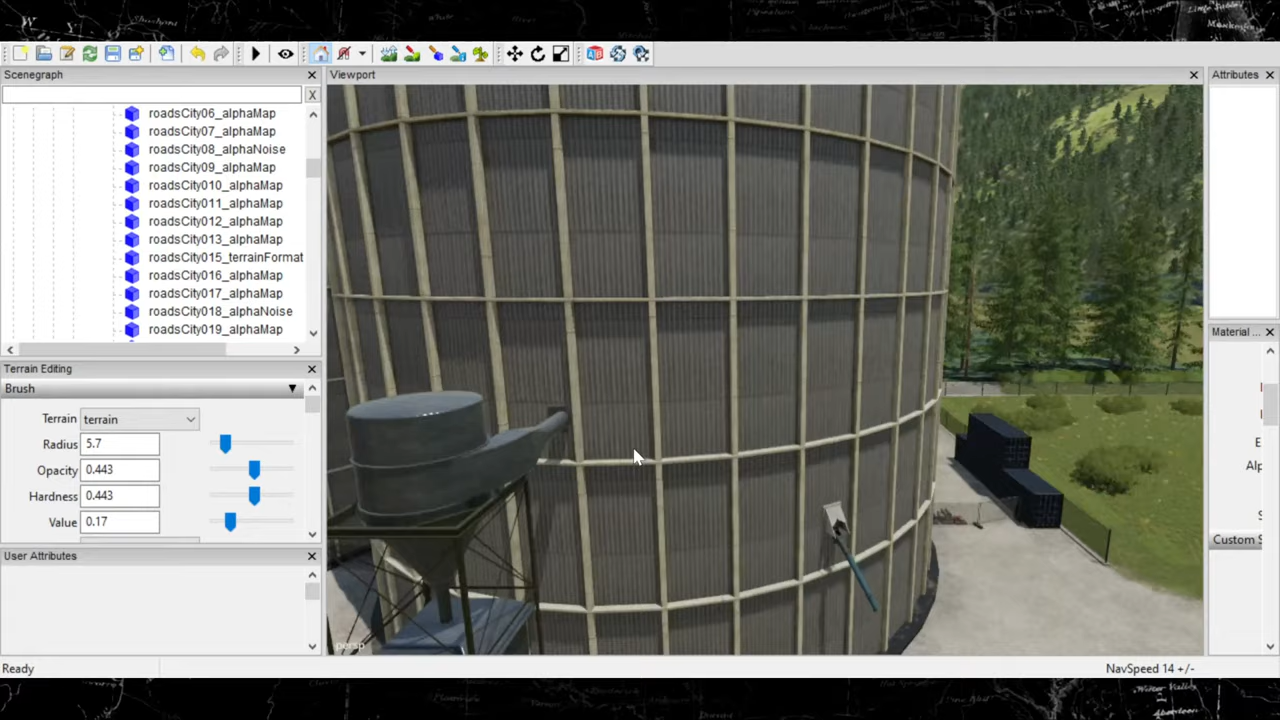 Scenegraph
X
roadsCity06_alphaMap
roadsCity07_alphaMap
roadsCity08_alphaNoise
roadsCity09_alphaMap
roadsCity010_alphaMap
roadsCity011_alphaMap
roadsCity012_alphaMap
roadsCity013_alphaMap
roadsCity015_terrainFormat
roadsCity016_alphaMap
roadsCity017_alphaMap
roadsCity018_alphaNoise
roadsCity019_alphaMap
Terrain Editing
Brush
Terrain terrain
Radius 5.7
Opacity 0.443
Hardness 0.443
Value 0.17
User Attributes
Ready
Viewport
persp
Attributes
Material ...
E
Alp
S
Custom S
NavSpeed 14 +/-